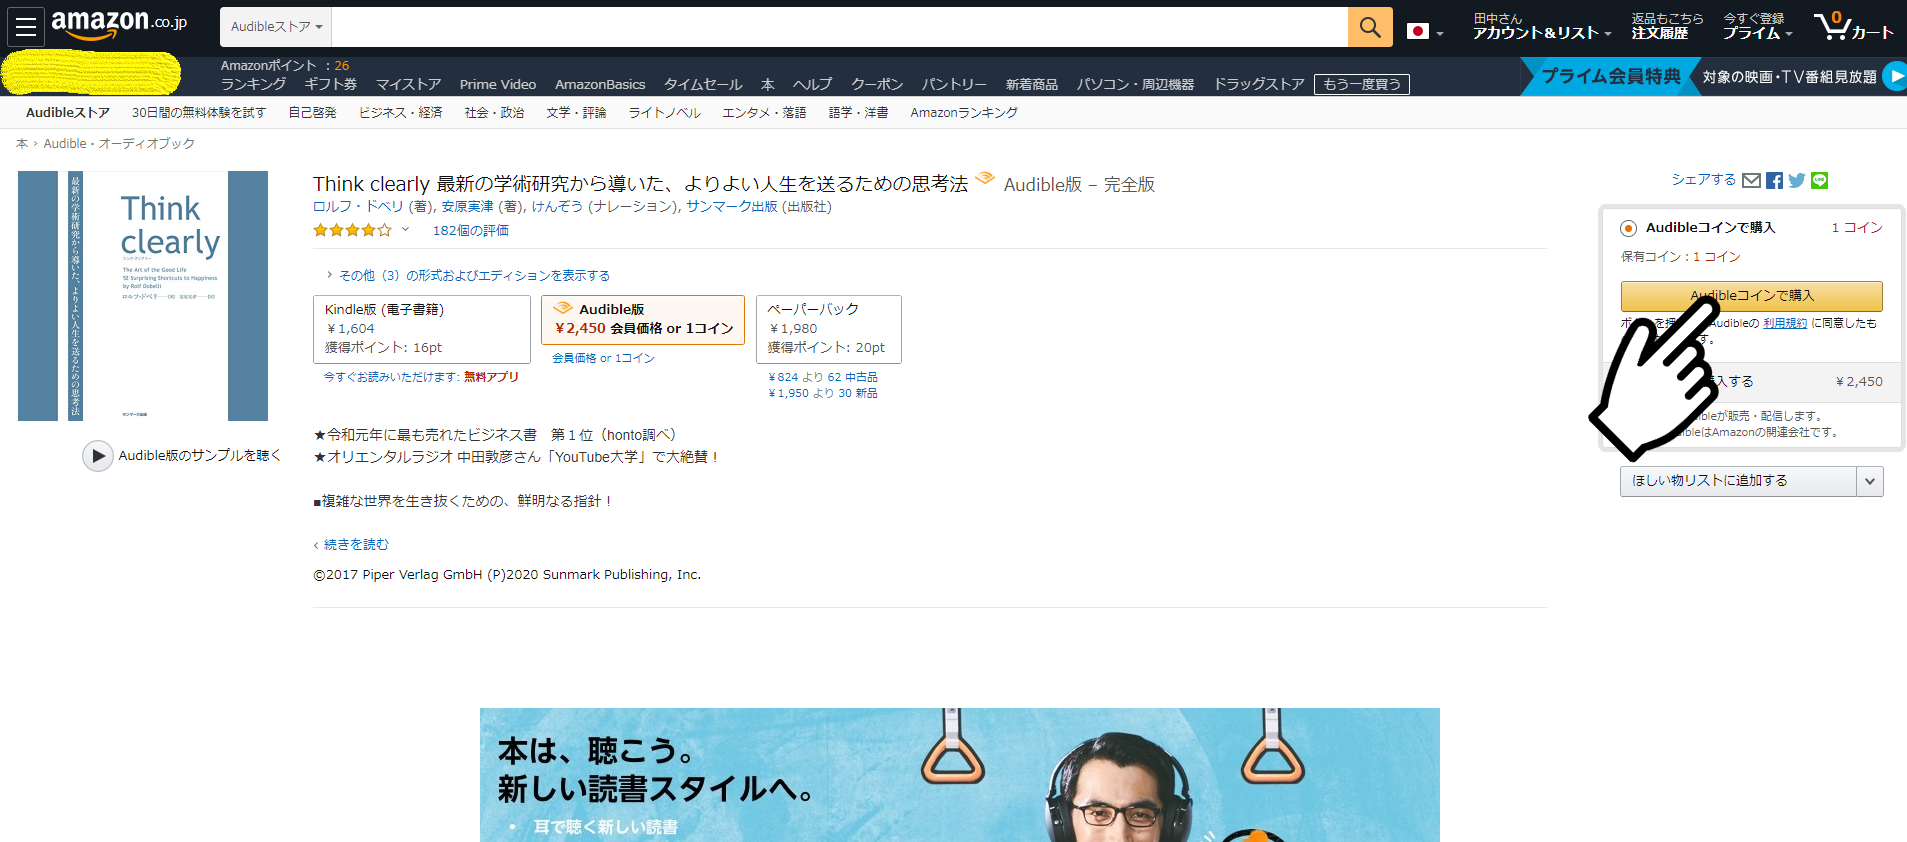 amazon.co.jp
Audibleストア
田中さん
アカウント&リスト
返品もこちら
注文履歴
今すぐ登録
プライム
0
カート
Amazonポイント : 26
ランキング ギフト券 マイストア Prime Video AmazonBasics タイムセール 本 ヘルプ クーポン パントリー 新着商品 パソコン・周辺機器 ドラッグストア もう一度買う
プライム会員特典 対象の映画・TV番組見放題
Audibleストア 30日間の無料体験を試す 自己啓発 ビジネス・経済 社会・政治 文学・評論 ライトノベル エンタメ・落語 語学・洋書 Amazonランキング
本 › Audible・オーディオブック
最新の学術研究から導いた、よりよい人生を送るための思考法
Think
clearly
シンク・クリアリー
The Art of the Good Life
52 Surprising Shortcuts to Happiness
by Rolf Dobelli
ロルフ・ドベリ
サンマーク出版
Audible版のサンプルを聴く
Think clearly 最新の学術研究から導いた、よりよい人生を送るための思考法 Audible版 – 完全版
ロルフ・ドベリ (著), 安原実津 (著), けんぞう (ナレーション), サンマーク出版 (出版社)
182個の評価
その他（3）の形式およびエディションを表示する
Kindle版 (電子書籍)
￥1,604
獲得ポイント: 16pt
今すぐお読みいただけます: 無料アプリ
Audible版
￥2,450 会員価格 or 1コイン
会員価格 or 1コイン
ペーパーバック
￥1,980
獲得ポイント: 20pt
￥824 より 62 中古品
￥1,950 より 30 新品
★令和元年に最も売れたビジネス書　第１位（honto調べ）
★オリエンタルラジオ 中田敦彦さん「YouTube大学」で大絶賛！
■複雑な世界を生き抜くための、鮮明なる指針！
‹ 続きを読む
©2017 Piper Verlag GmbH (P)2020 Sunmark Publishing, Inc.
シェアする
LINE
Audibleコインで購入 1 コイン
保有コイン：1 コイン
Audibleコインで購入
を Audibleの 利用規約 に同意したも
す。
入する ￥2,450
bleが販売・配信します。
ibleはAmazonの関連会社です。
ほしい物リストに追加する
本は、聴こう。
新しい読書スタイルへ。
• 耳で聴く新しい読書